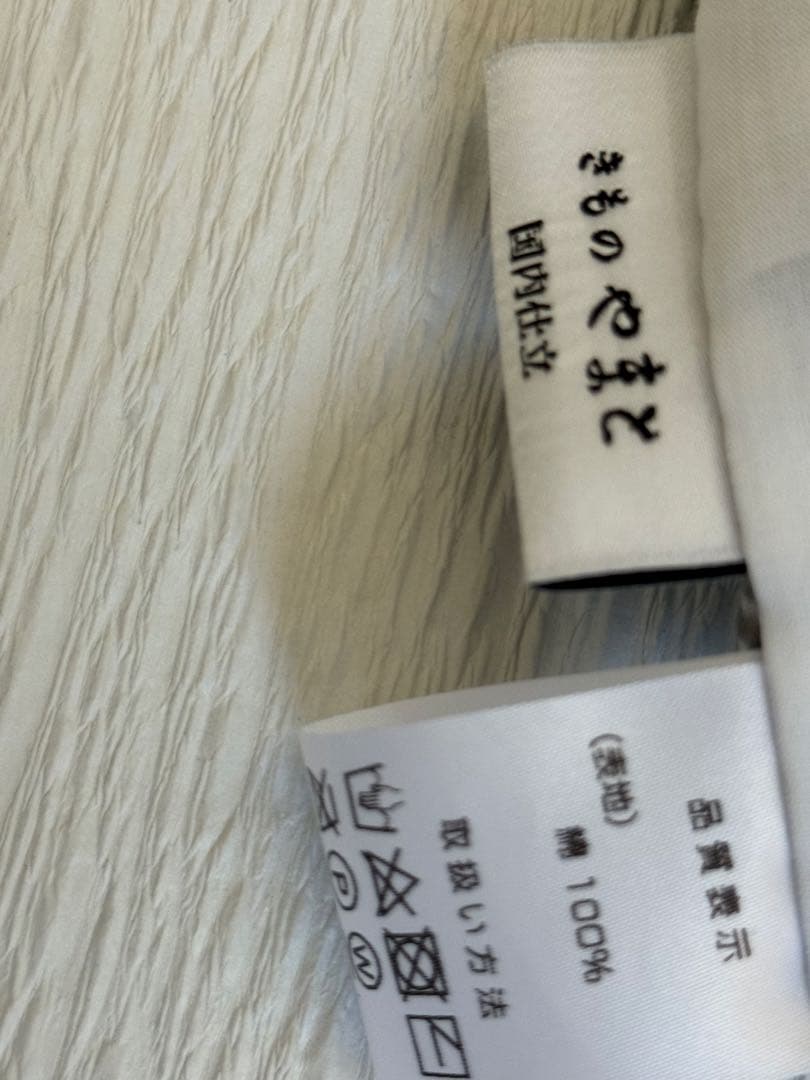 きもの やまと
国内仕立
品質表示
(表地)
綿 100%
取扱い方法
P W